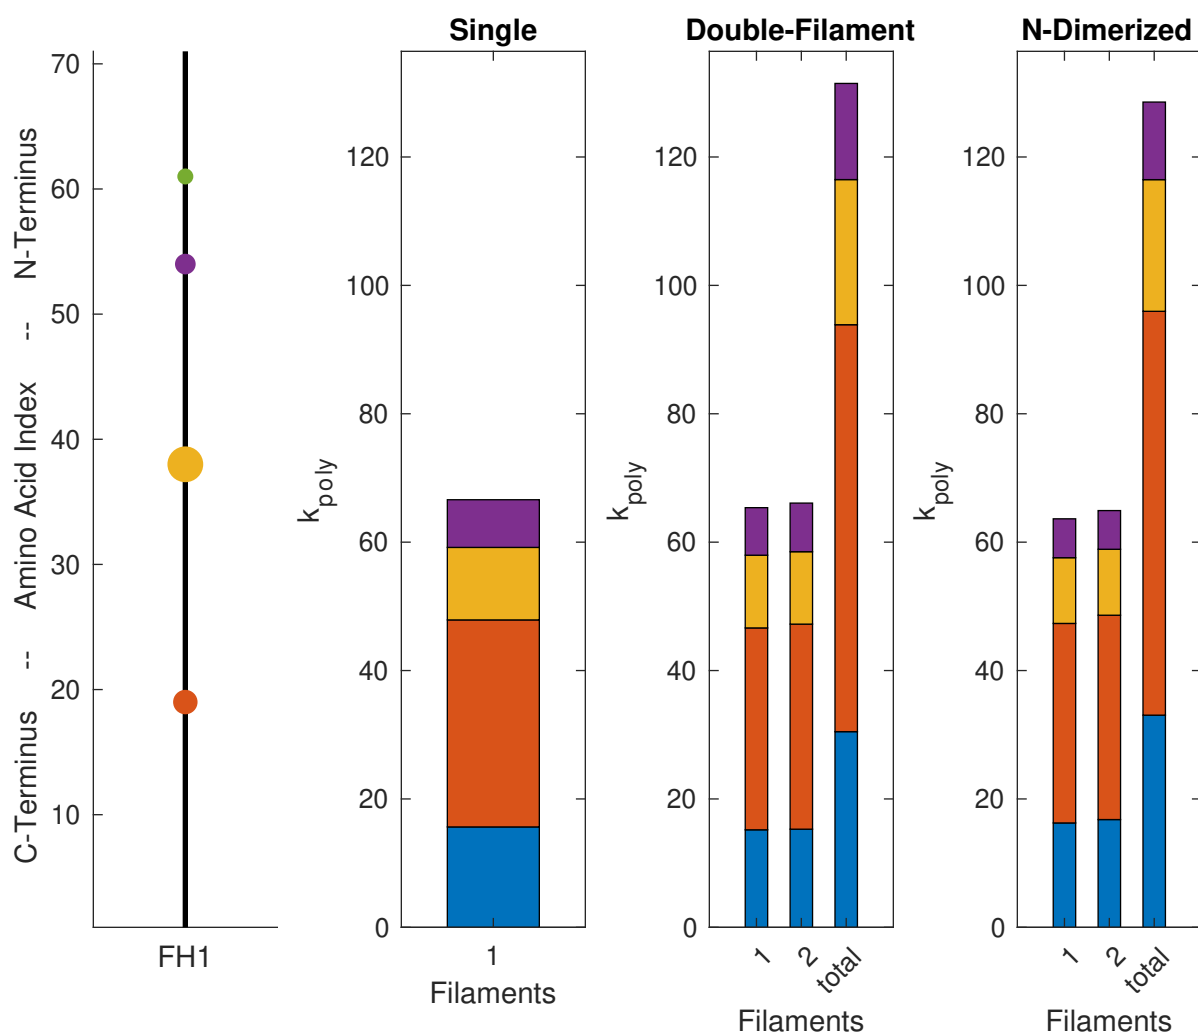 Single
Double-Filament
N-Dimerized
C-Terminus -- Amino Acid Index -- N-Terminus
70
60
50
40
30
20
10
FH1
kpoly
120
100
80
60
40
20
0
1
Filaments
kpoly
120
100
80
60
40
20
0
1
2
total
Filaments
kpoly
120
100
80
60
40
20
0
1
2
total
Filaments